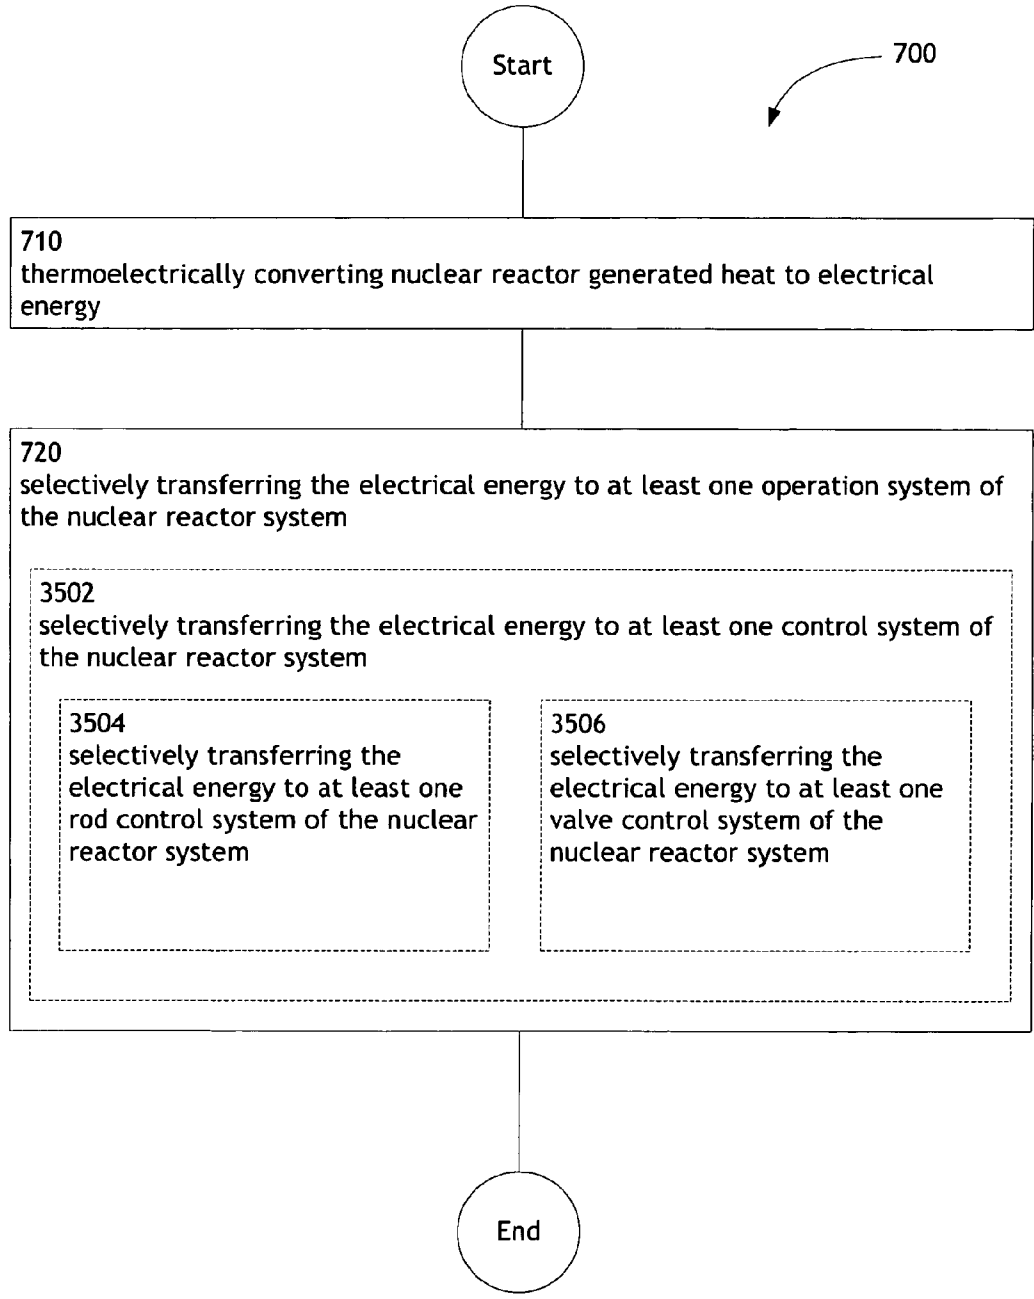 Start
700
710
thermoelectrically converting nuclear reactor generated heat to electrical
energy
720
selectively transferring the electrical energy to at least one operation system of
the nuclear reactor system
3502
selectively transferring the electrical energy to at least one control system of
the nuclear reactor system
3504
selectively transferring the
electrical energy to at least one
rod control system of the nuclear
reactor system
3506
selectively transferring the
electrical energy to at least one
valve control system of the
nuclear reactor system
End